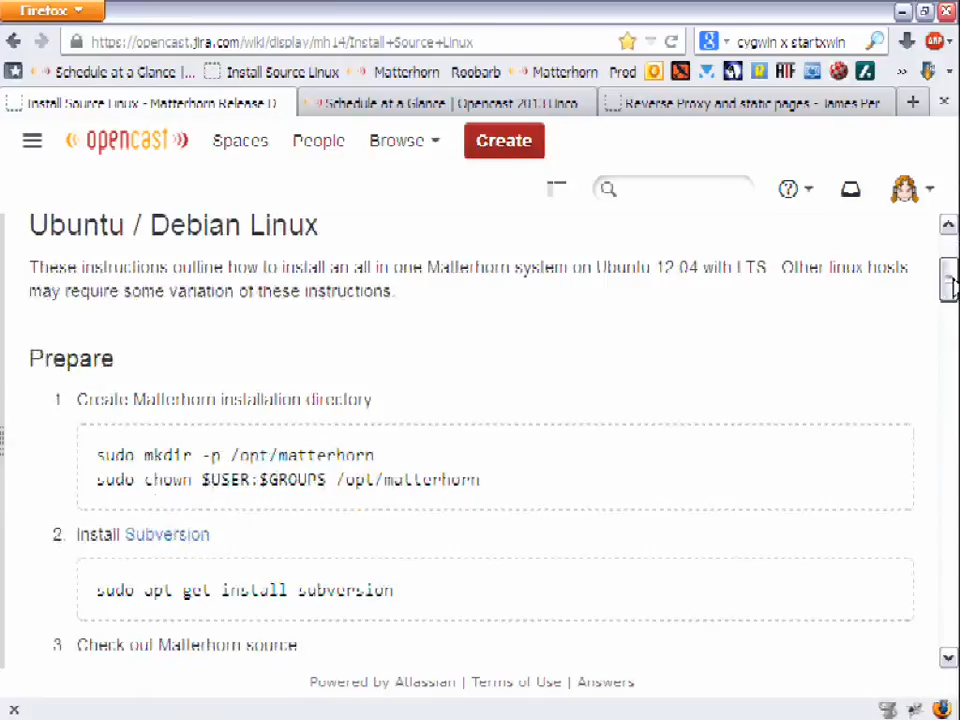 Firefox
https://opencast.jira.com/wiki/display/mh14/Install+Source+Linux
cygwin x startxwin
Schedule at a Glance |... Install Source Linux Matterhorn Roobarb Matterhorn Prod
Install Source Linux - Matterhorn Release D
Schedule at a Glance | Opencast 2013 Unco
Reverse Proxy and static pages - James Per
opencast Spaces People Browse Create
Ubuntu / Debian Linux
These instructions outline how to install an all in one Matterhorn system on Ubuntu 12.04 with LTS. Other linux hosts
may require some variation of these instructions.
Prepare
1 Create Matterhorn installation directory
sudo mkdir -p /opt/matterhorn
sudo chown $USER:$GROUPS /opt/matterhorn
2. Install Subversion
sudo apt get install subversion
3 Check out Matterhorn source
Powered by Atlassian | Terms of Use | Answers